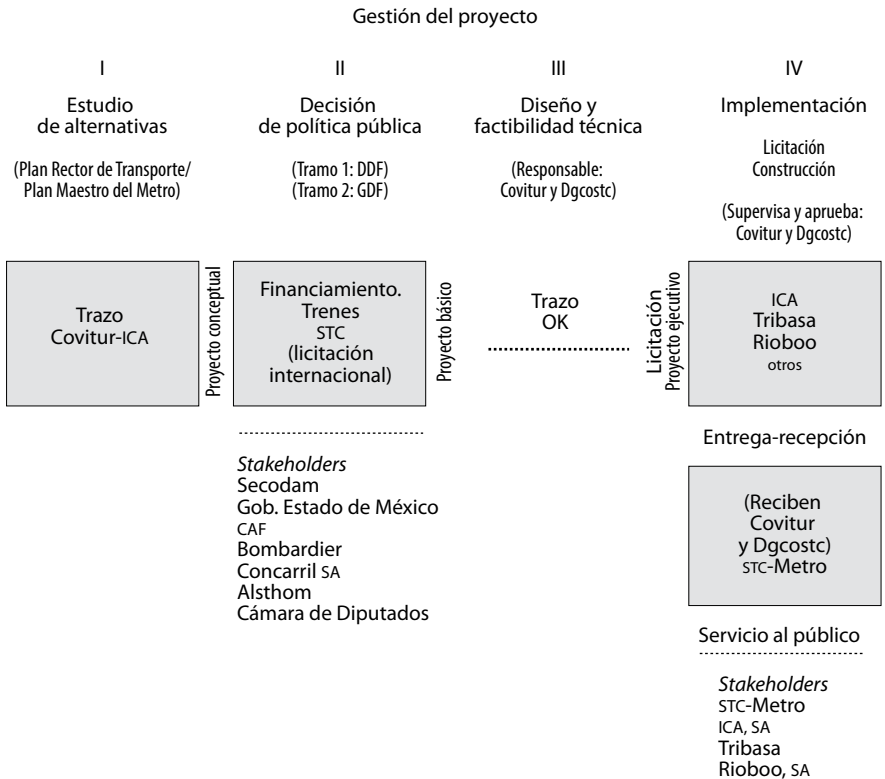 Gestión del proyecto
I
Estudio
de alternativas
(Plan Rector de Transporte/
Plan Maestro del Metro)
Trazo
Covitur-ICA
Proyecto conceptual
II
Decisión
de política pública
(Tramo 1: DDF)
(Tramo 2: GDF)
Financiamiento.
Trenes
STC
(licitación
internacional)
Stakeholders
Secodam
Gob. Estado de México
CAF
Bombardier
Concarril SA
Alsthom
Cámara de Diputados
Proyecto básico
III
Diseño y
factibilidad técnica
(Responsable:
Covitur y Dgcostc)
Trazo
OK
Licitación
Proyecto ejecutivo
IV
Implementación
Licitación
Construcción
(Supervisa y aprueba:
Covitur y Dgcostc)
ICA
Tribasa
Rioboo
otros
Entrega-recepción
(Reciben
Covitur
y Dgcostc)
STC-Metro
Servicio al público
Stakeholders
STC-Metro
ICA, SA
Tribasa
Rioboo, SA